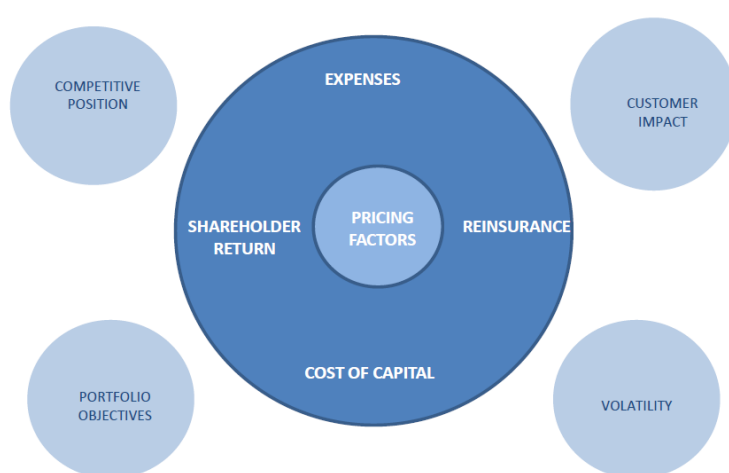 EXPENSES
COMPETITIVE
POSITION
CUSTOMER
IMPACT
SHAREHOLDER
RETURN
PRICING
FACTORS
REINSURANCE
COST OF CAPITAL
PORTFOLIO
OBJECTIVES
VOLATILITY